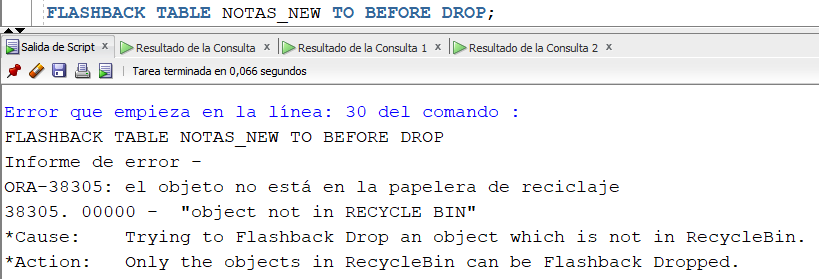 FLASHBACK TABLE NOTAS_NEW TO BEFORE DROP;
Salida de Script x Resultado de la Consulta x Resultado de la Consulta 1 x Resultado de la Consulta 2 x
Tarea terminada en 0,066 segundos
Error que empieza en la línea: 30 del comando :
FLASHBACK TABLE NOTAS_NEW TO BEFORE DROP
Informe de error -
ORA-38305: el objeto no está en la papelera de reciclaje
38305. 00000 -  "object not in RECYCLE BIN"
*Cause:    Trying to Flashback Drop an object which is not in RecycleBin.
*Action:   Only the objects in RecycleBin can be Flashback Dropped.